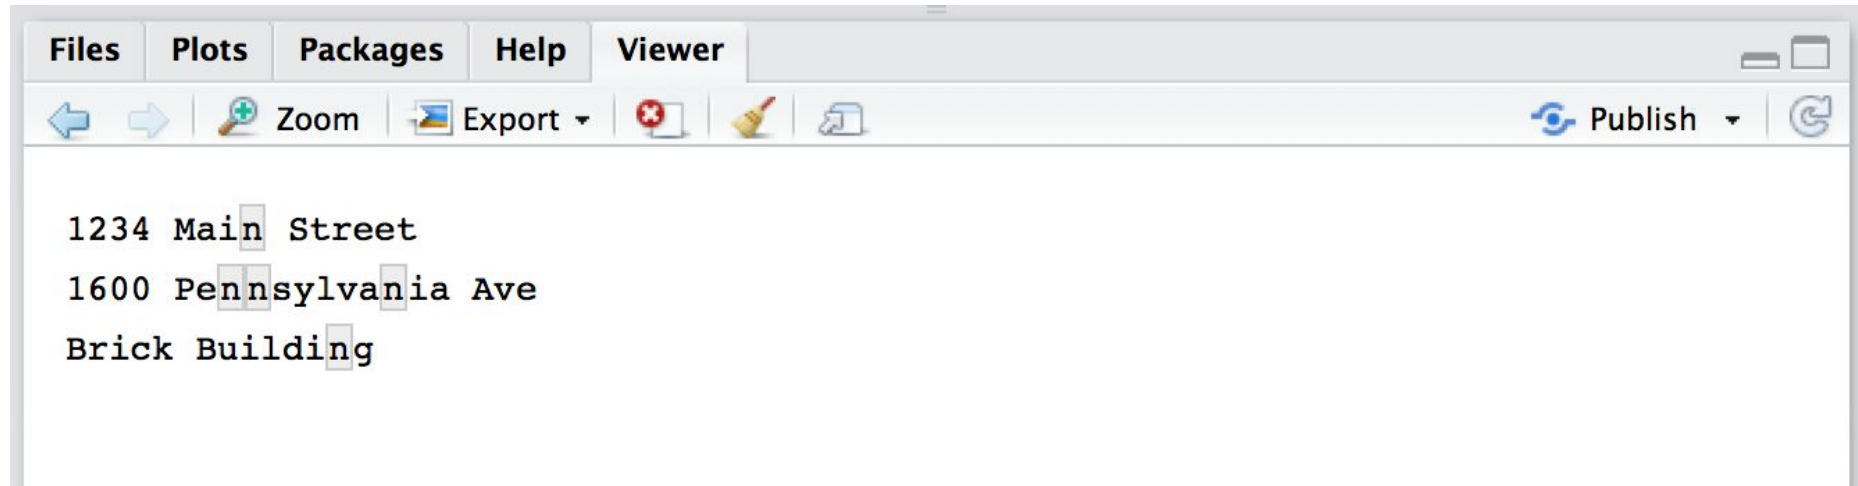 Files Plots Packages Help Viewer
Zoom Export Publish
1234 Main Street
1600 Pennsylvania Ave
Brick Building